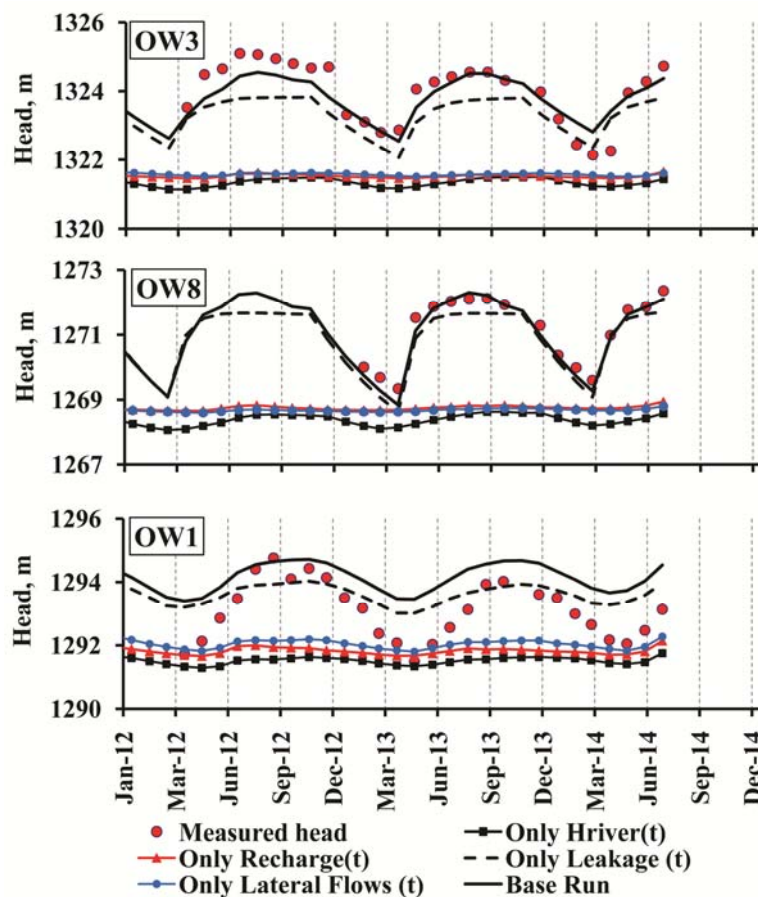 OW3
Head, m
1326
1324
1322
1320
OW8
Head, m
1273
1271
1269
1267
OW1
Head, m
1296
1294
1292
1290
Jan-12
Mar-12
Jun-12
Sep-12
Dec-12
Mar-13
Jun-13
Sep-13
Dec-13
Mar-14
Jun-14
Sep-14
Dec
Measured head
Only Hriver(t)
Only Recharge(t)
Only Leakage (t)
Only Lateral Flows (t)
Base Run